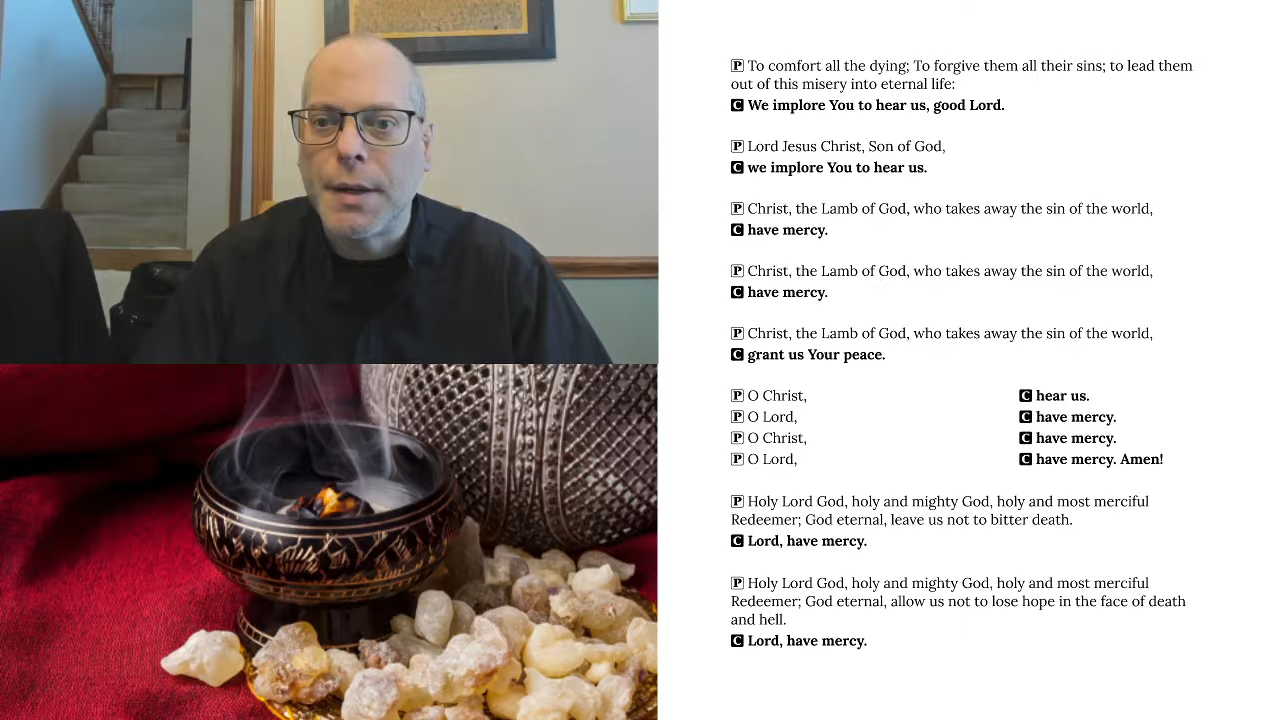 P To comfort all the dying; To forgive them all their sins; to lead them
out of this misery into eternal life:
C We implore You to hear us, good Lord.
P Lord Jesus Christ, Son of God,
C we implore You to hear us.
P Christ, the Lamb of God, who takes away the sin of the world,
C have mercy.
P Christ, the Lamb of God, who takes away the sin of the world,
C have mercy.
P Christ, the Lamb of God, who takes away the sin of the world,
C grant us Your peace.
P O Christ, C hear us.
P O Lord, C have mercy.
P O Christ, C have mercy.
P O Lord, C have mercy. Amen!
P Holy Lord God, holy and mighty God, holy and most merciful
Redeemer; God eternal, leave us not to bitter death.
C Lord, have mercy.
P Holy Lord God, holy and mighty God, holy and most merciful
Redeemer; God eternal, allow us not to lose hope in the face of death
and hell.
C Lord, have mercy.